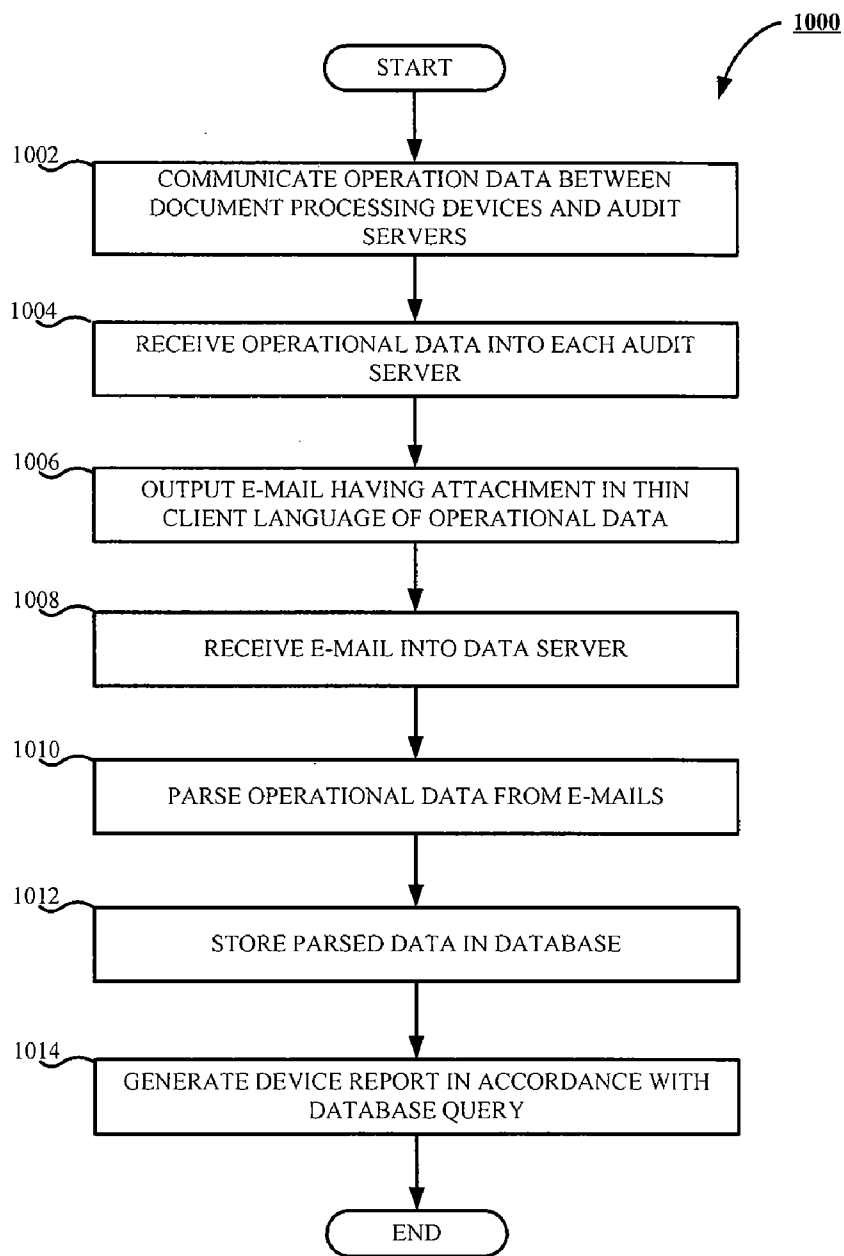 1000
START
1002
COMMUNICATE OPERATION DATA BETWEEN
DOCUMENT PROCESSING DEVICES AND AUDIT
SERVERS
1004
RECEIVE OPERATIONAL DATA INTO EACH AUDIT
SERVER
1006
OUTPUT E-MAIL HAVING ATTACHMENT IN THIN
CLIENT LANGUAGE OF OPERATIONAL DATA
1008
RECEIVE E-MAIL INTO DATA SERVER
1010
PARSE OPERATIONAL DATA FROM E-MAILS
1012
STORE PARSED DATA IN DATABASE
1014
GENERATE DEVICE REPORT IN ACCORDANCE WITH
DATABASE QUERY
END